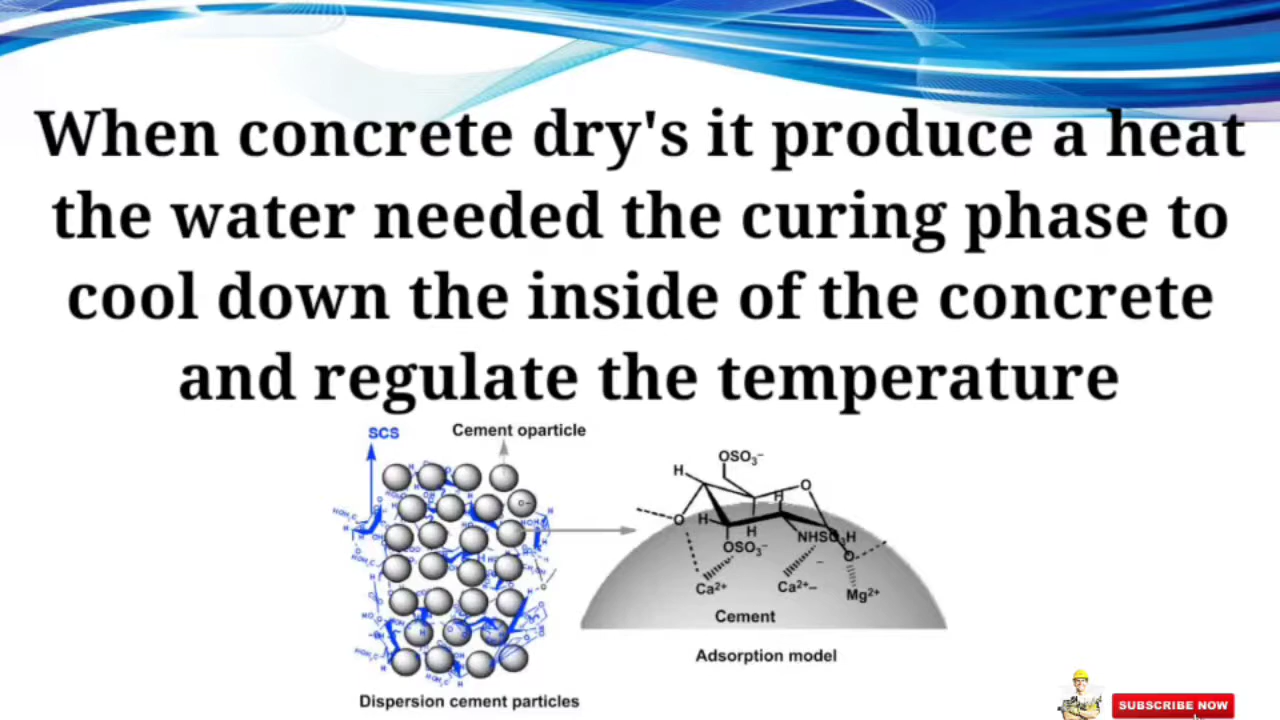 When concrete dry's it produce a heat
the water needed the curing phase to
cool down the inside of the concrete
and regulate the temperature
SCS
Cement oparticle
OSO₃⁻
H
O
H
O
H
H
OSO₃⁻
NHSO₃H
O
Ca²⁺
Ca²⁺
Mg²⁺
Cement
Adsorption model
Dispersion cement particles
SUBSCRIBE NOW